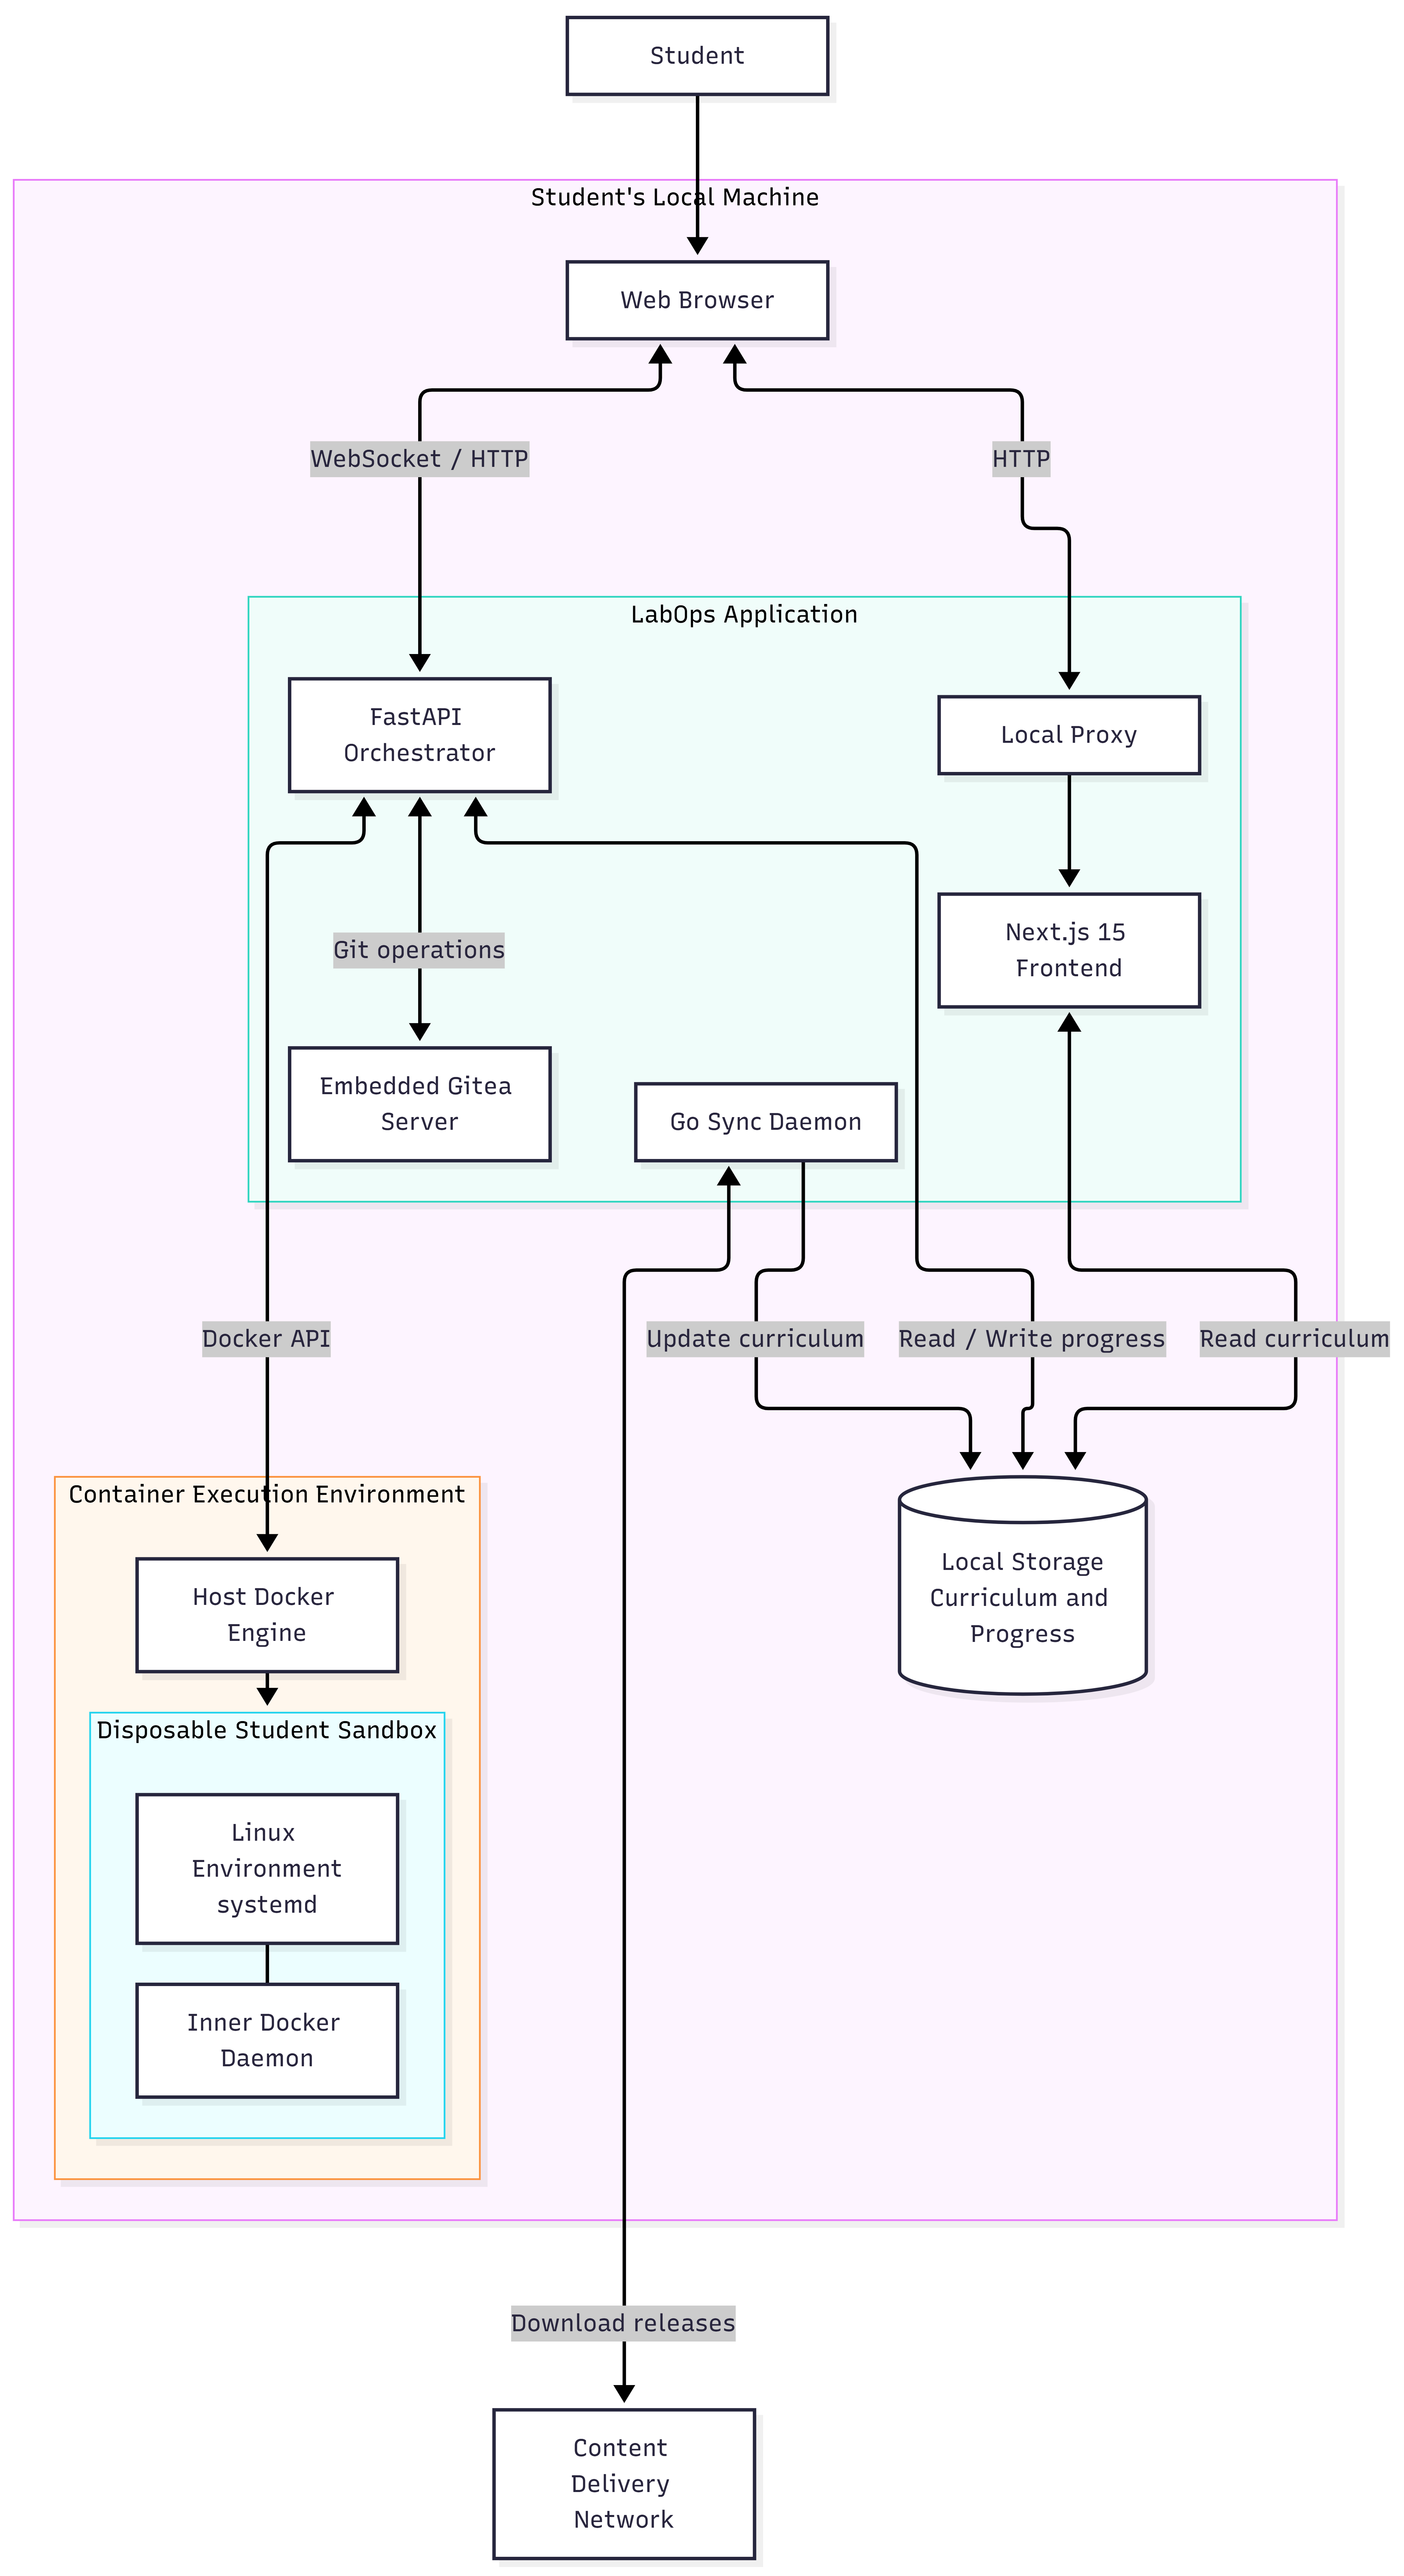 Student
Student's Local Machine
Web Browser
WebSocket / HTTP
HTTP
LabOps Application
FastAPI
Orchestrator
Local Proxy
Next.js 15
Frontend
Git operations
Embedded Gitea
Server
Go Sync Daemon
Docker API
Update curriculum
Read / Write progress
Read curriculum
Container Execution Environment
Host Docker
Engine
Local Storage
Curriculum and
Progress
Disposable Student Sandbox
Linux
Environment
systemd
Inner Docker
Daemon
Download releases
Content
Delivery
Network